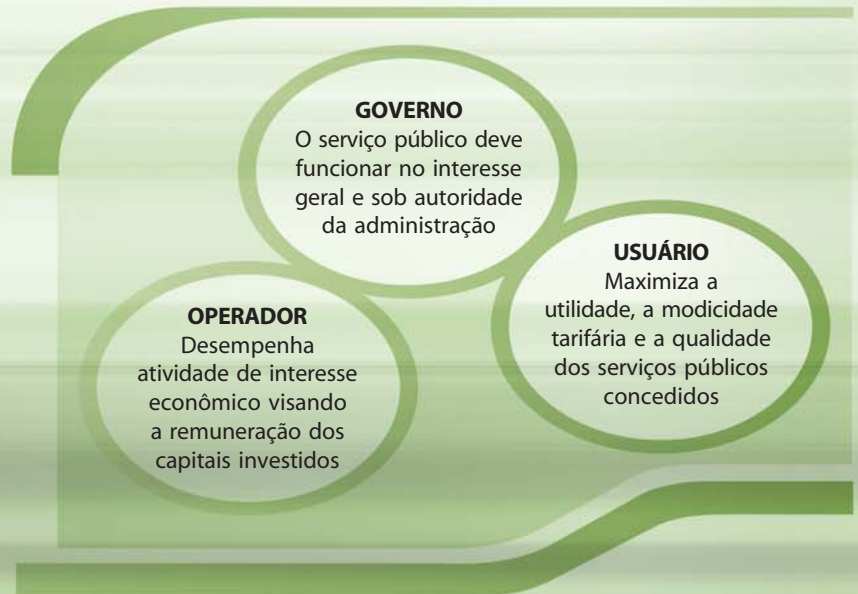 GOVERNO
O serviço público deve
funcionar no interesse
geral e sob autoridade
da administração
USUÁRIO
Maximiza a
utilidade, a modicidade
tarifária e a qualidade
dos serviços públicos
concedidos
OPERADOR
Desempenha
atividade de interesse
econômico visando
a remuneração dos
capitais investidos